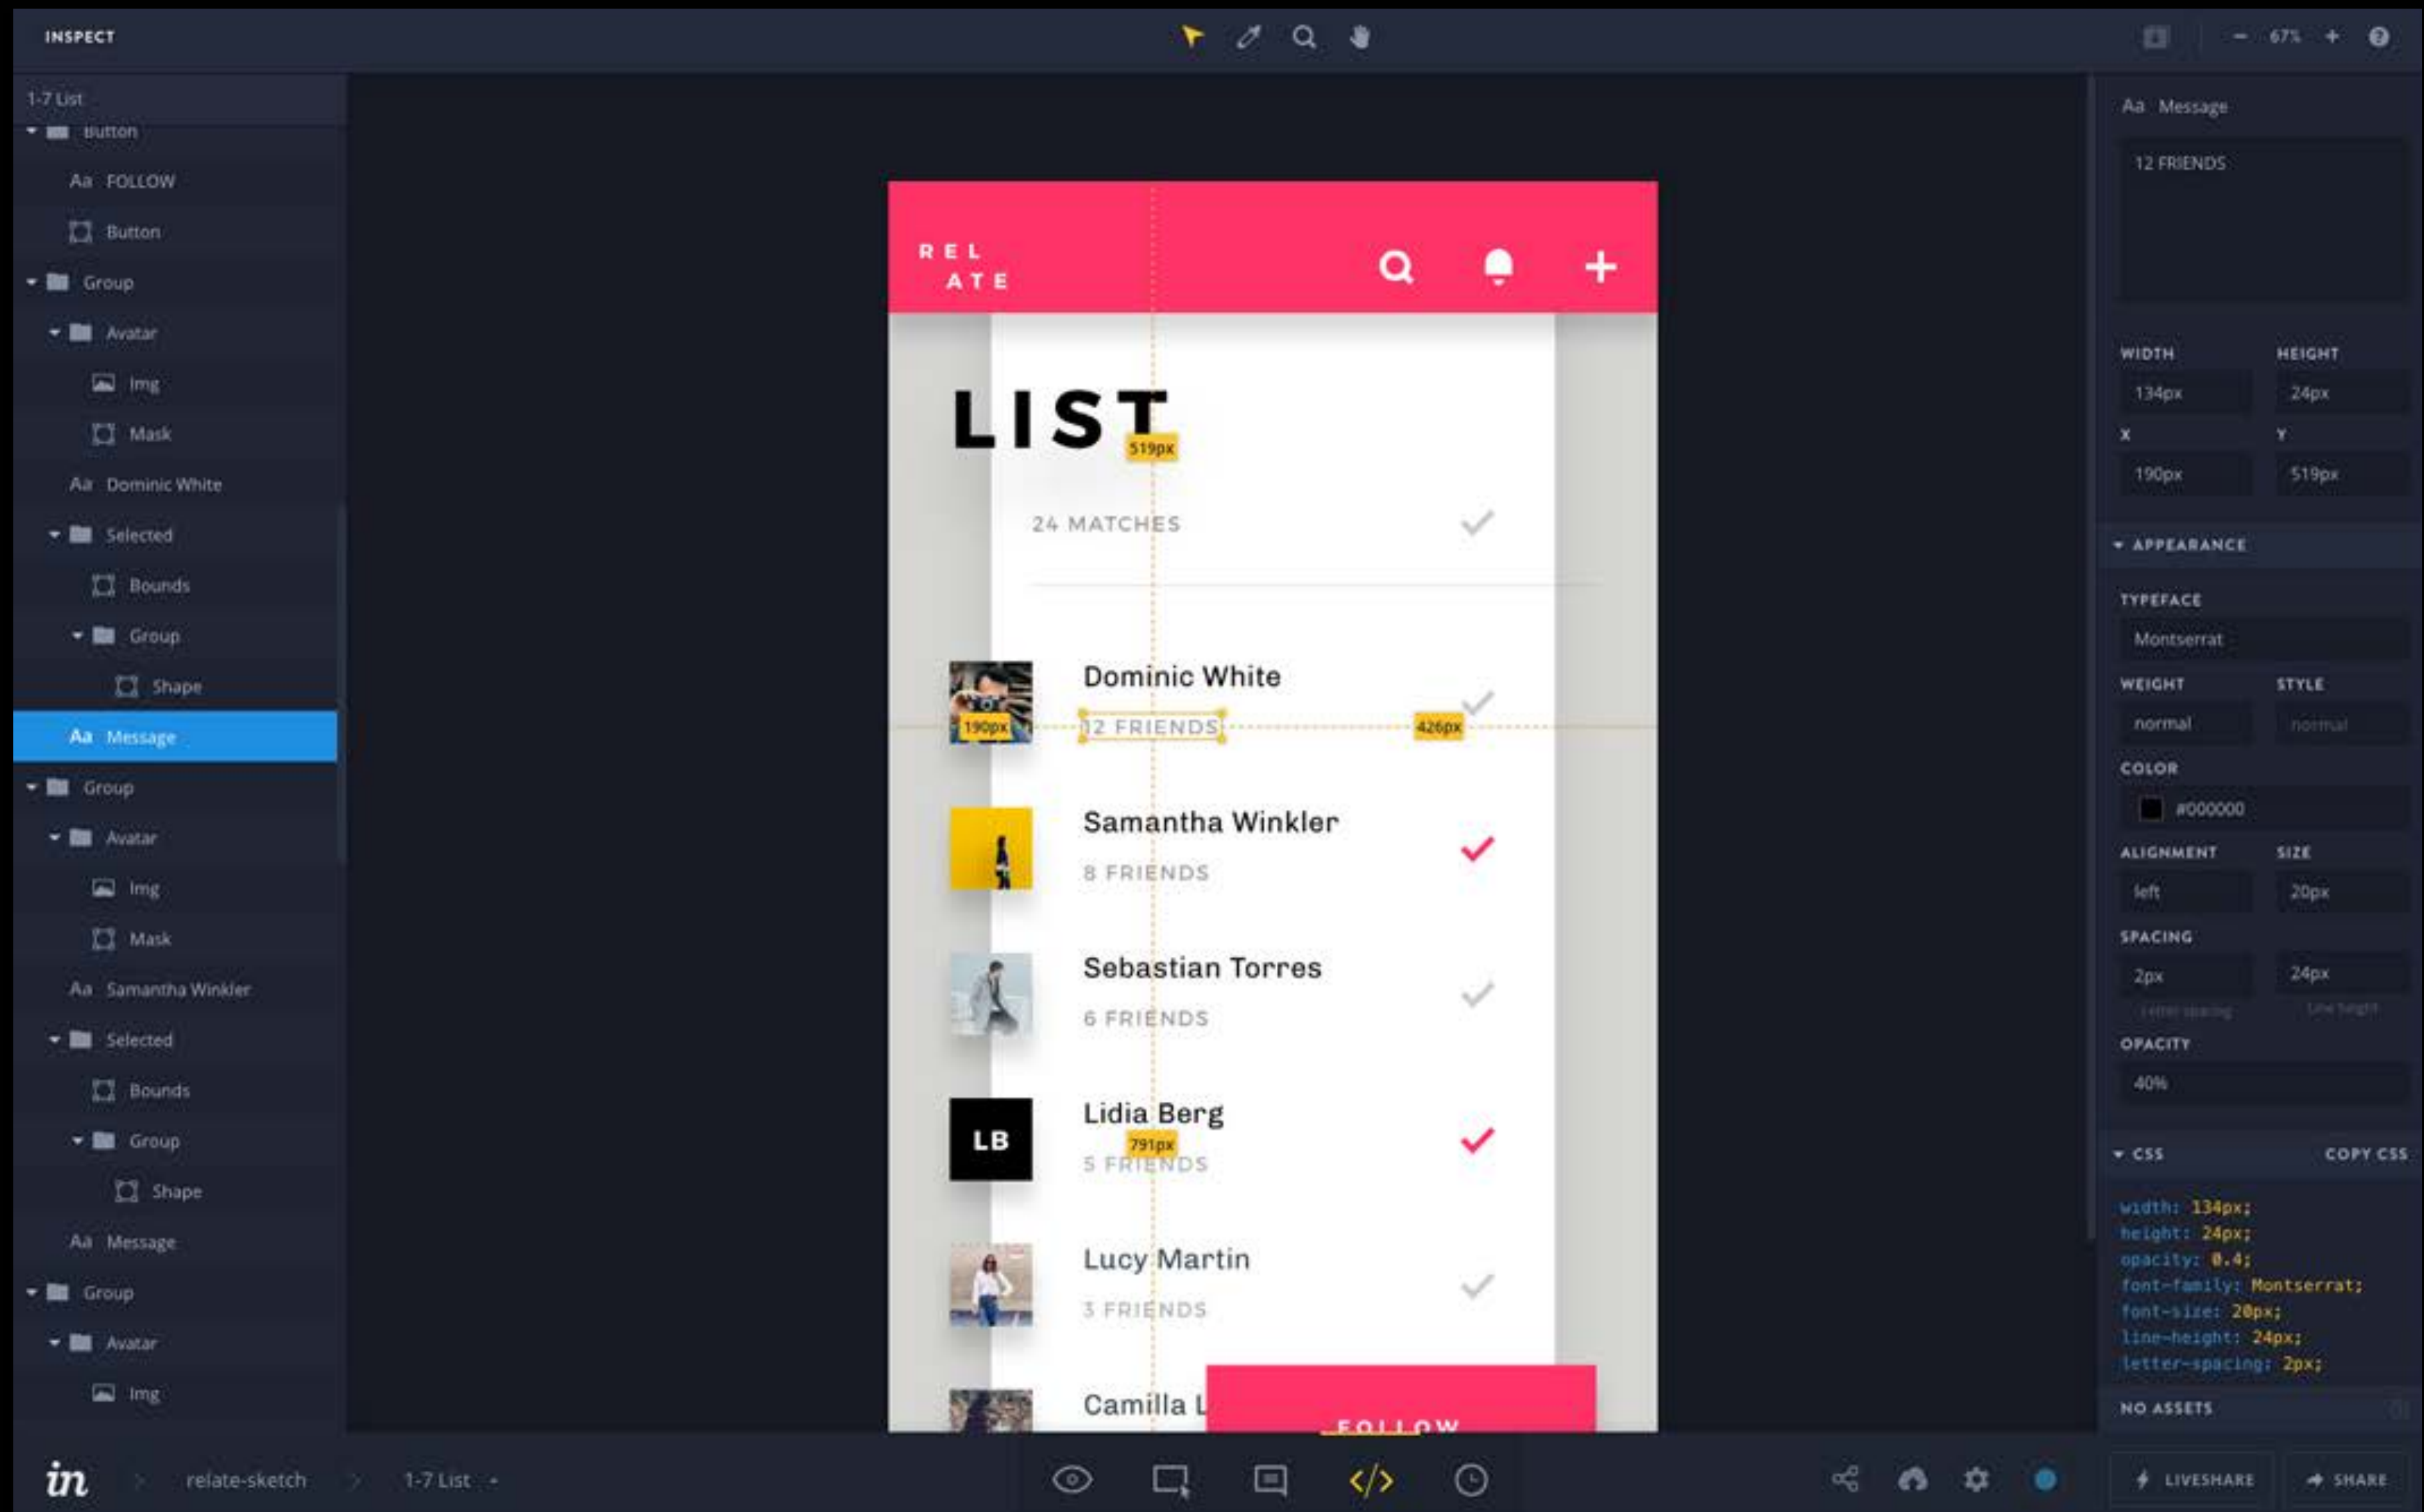 INSPECT
67%
1-7 List
Button
Aa FOLLOW
Button
Group
Avatar
Img
Mask
Aa Dominic White
Selected
Bounds
Group
Shape
Aa Message
Group
Avatar
Img
Mask
Aa Samantha Winkler
Selected
Bounds
Group
Shape
Aa Message
Group
Avatar
Img
REL
ATE
LIST
519px
24 MATCHES
Dominic White
190px
12 FRIENDS
426px
Samantha Winkler
8 FRIENDS
Sebastian Torres
6 FRIENDS
LB
Lidia Berg
791px
5 FRIENDS
Lucy Martin
3 FRIENDS
Camilla L
FOLLOW
Aa Message
12 FRIENDS
WIDTH HEIGHT
134px 24px
X Y
190px 519px
APPEARANCE
TYPEFACE
Montserrat
WEIGHT STYLE
normal normal
COLOR
#000000
ALIGNMENT SIZE
left 20px
SPACING
2px 24px
Letter spacing Line height
OPACITY
40%
CSS COPY CSS
width: 134px;
height: 24px;
opacity: 0.4;
font-family: Montserrat;
font-size: 20px;
line-height: 24px;
letter-spacing: 2px;
NO ASSETS
in > relate-sketch > 1-7 List
</>
LIVESHARE
SHARE